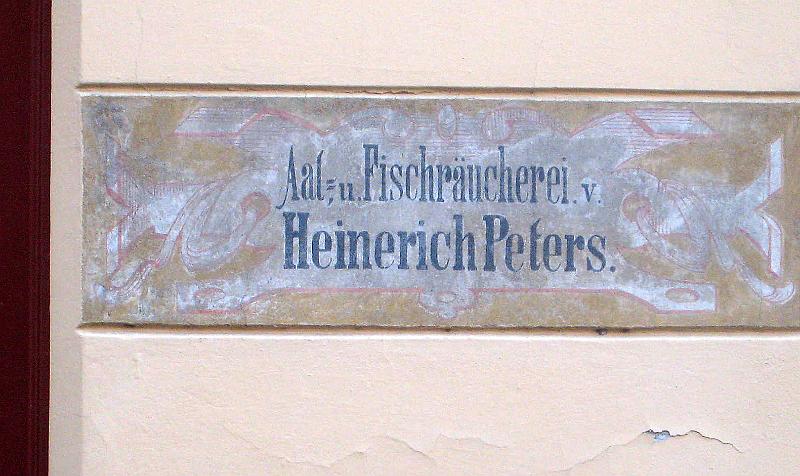 Aal= u. Fischräucherei. v.
Heinerich Peters.